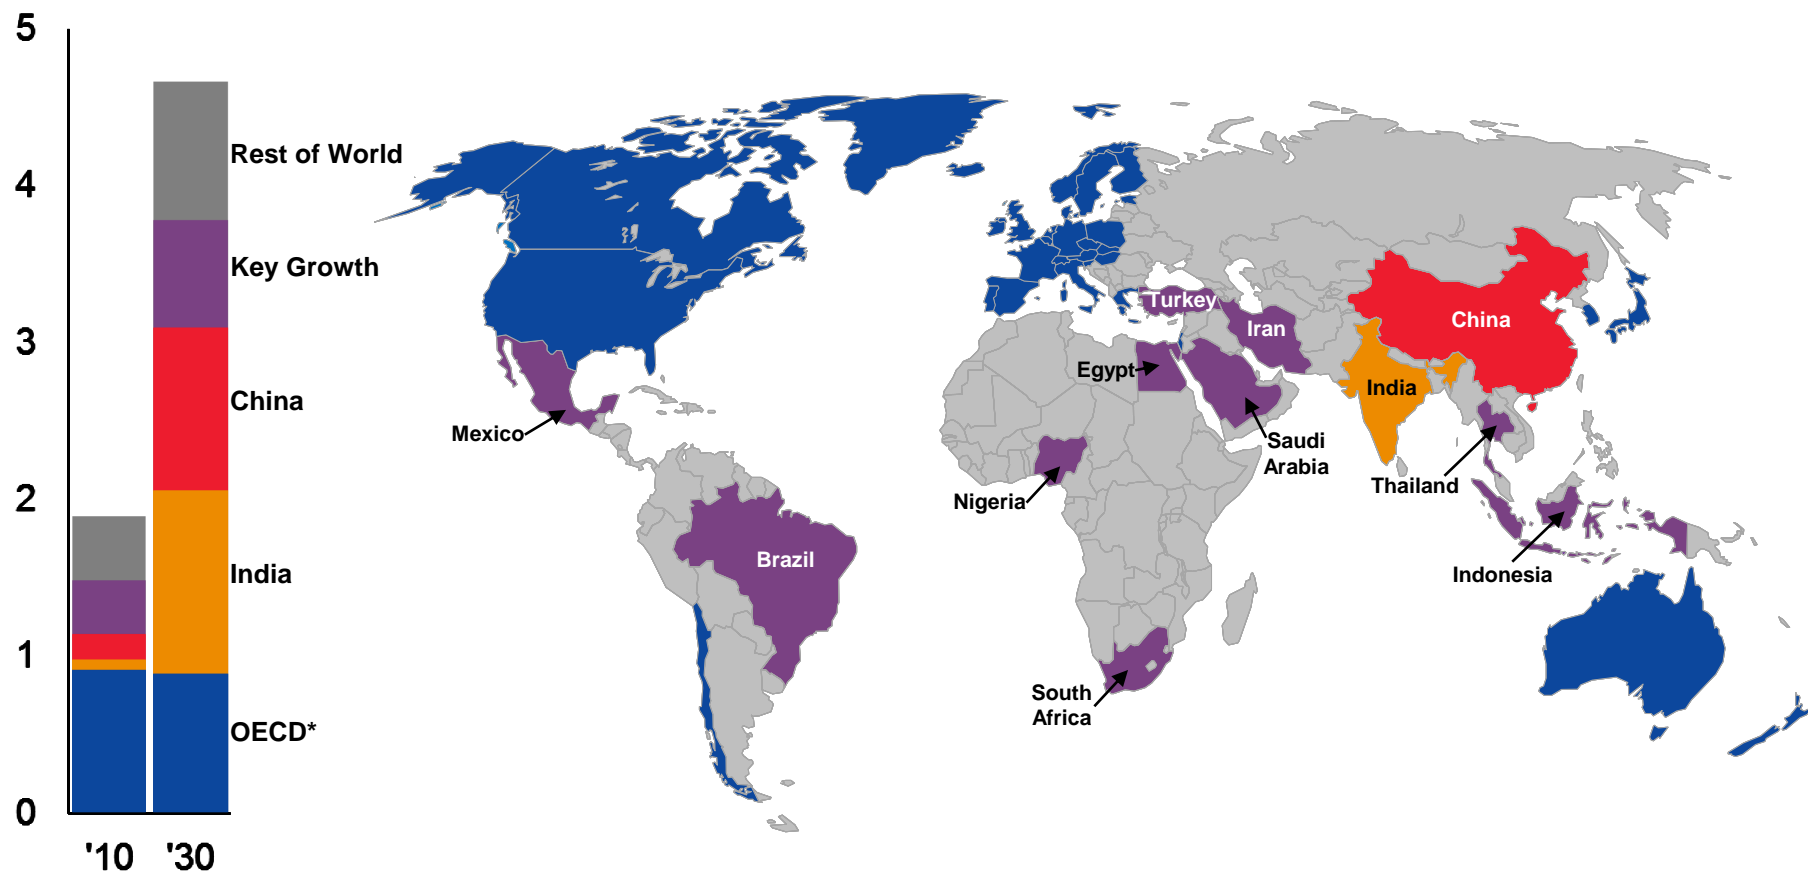 5
4
3
2
1
0
'10
'30
Rest of World
Key Growth
China
India
OECD*
Mexico
Brazil
Turkey
Iran
Egypt
Saudi
Arabia
Nigeria
South
Africa
China
India
Thailand
Indonesia